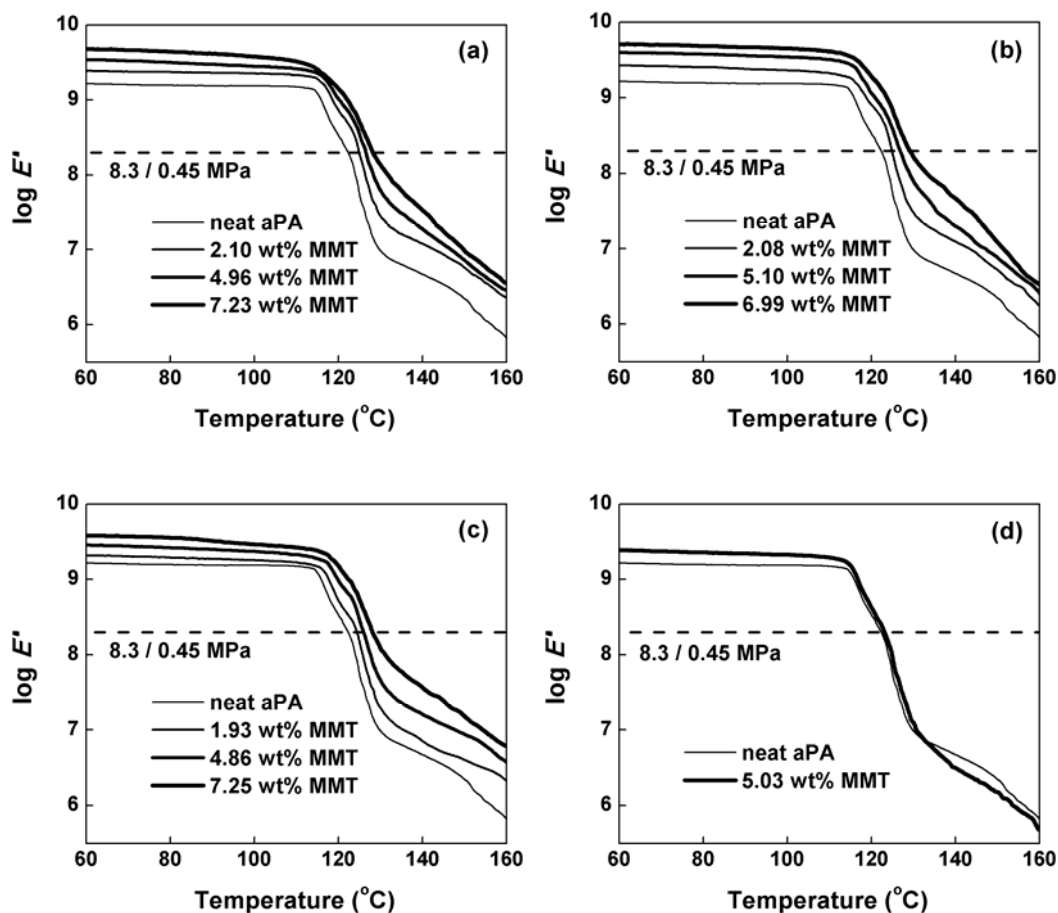 (a)
log E'
10
9
8
7
6
8.3 / 0.45 MPa
neat aPA
2.10 wt% MMT
4.96 wt% MMT
7.23 wt% MMT
60 80 100 120 140 160
Temperature (°C)
(b)
log E'
10
9
8
7
6
8.3 / 0.45 MPa
neat aPA
2.08 wt% MMT
5.10 wt% MMT
6.99 wt% MMT
60 80 100 120 140 160
Temperature (°C)
(c)
log E'
10
9
8
7
6
8.3 / 0.45 MPa
neat aPA
1.93 wt% MMT
4.86 wt% MMT
7.25 wt% MMT
60 80 100 120 140 160
Temperature (°C)
(d)
log E'
10
9
8
7
6
8.3 / 0.45 MPa
neat aPA
5.03 wt% MMT
60 80 100 120 140 160
Temperature (°C)